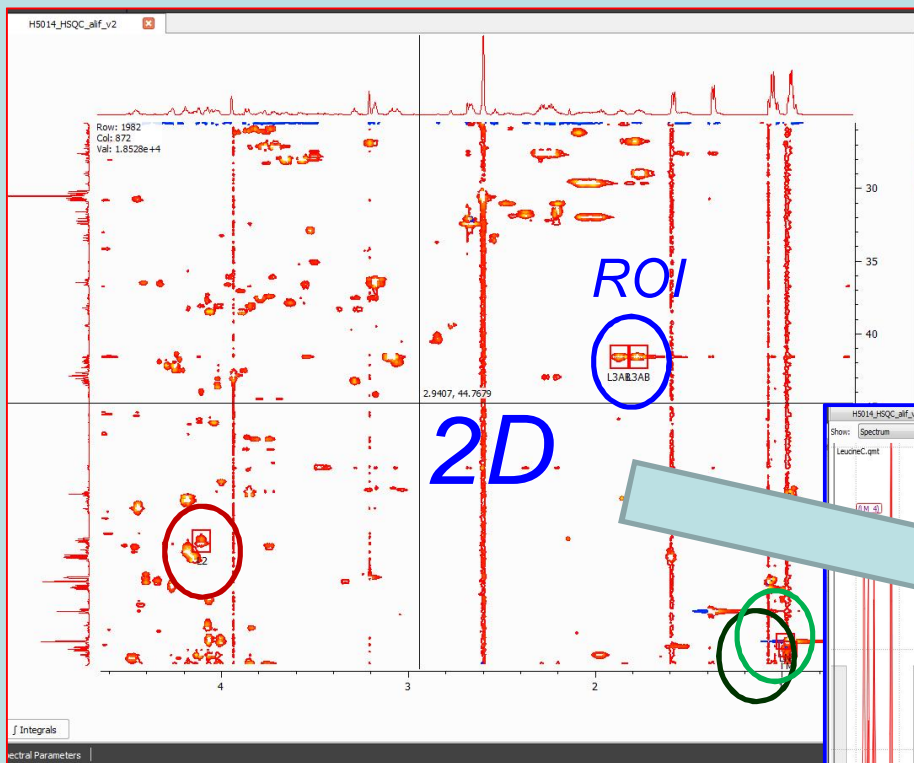 H5014_HSQC_alif_v2
Row: 1982
Col: 872
Val: 1.8528e+4
30
35
ROI
40
L3AB L3AB
2.9407, 44.7679
2D
H5014_HSQC_alif_v
Show: Spectrum
LeucineC.qmt
L2
4
3
2
∫ Integrals
ectral Parameters